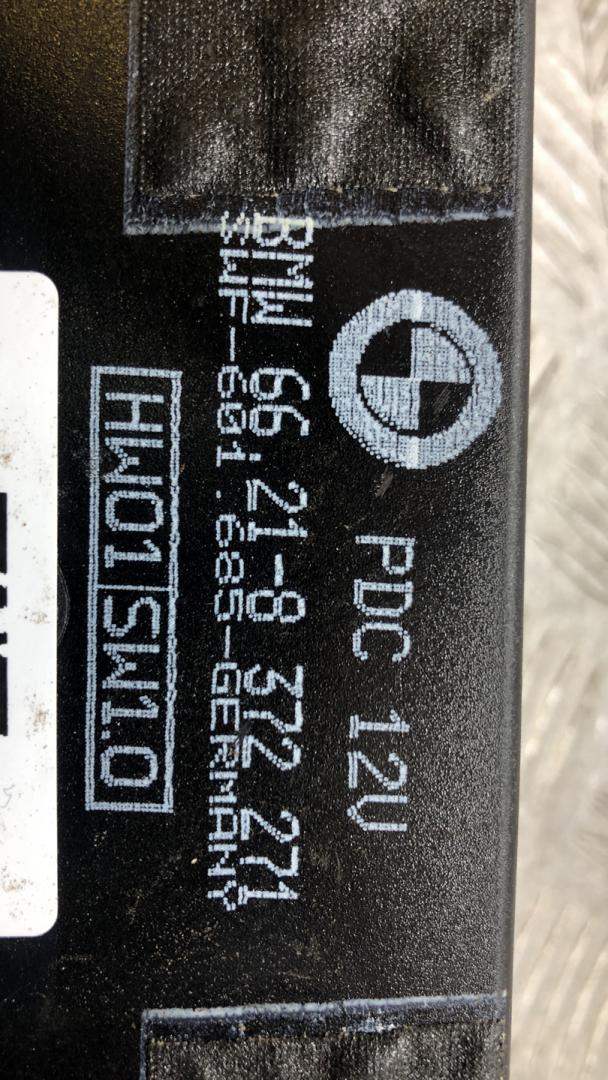 PDC 12V
BMW 66.21-8 372 271
SWF-601.685-GERMANY
HW01 SW1.0